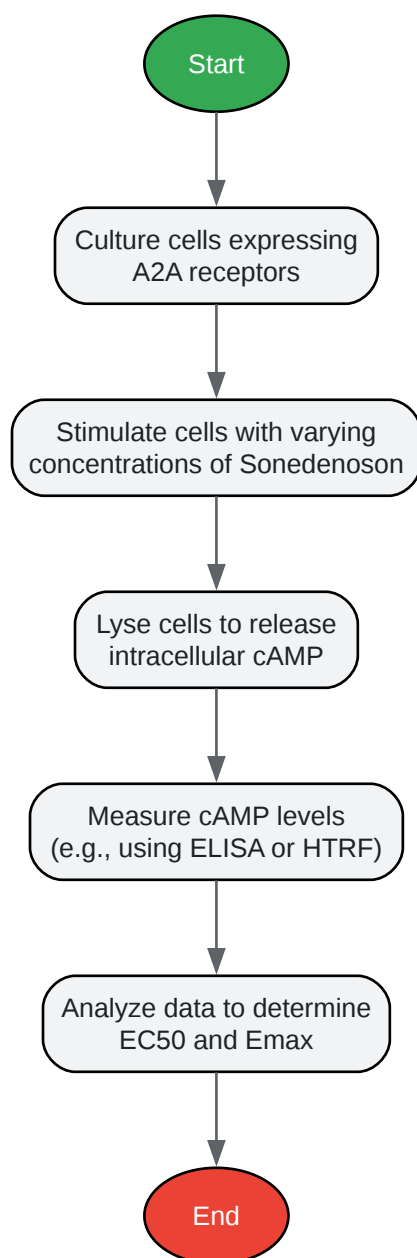 Start
Culture cells expressing
A2A receptors
Stimulate cells with varying
concentrations of Sonedenoson
Lyse cells to release
intracellular cAMP
Measure cAMP levels
(e.g., using ELISA or HTRF)
Analyze data to determine
EC50 and Emax
End